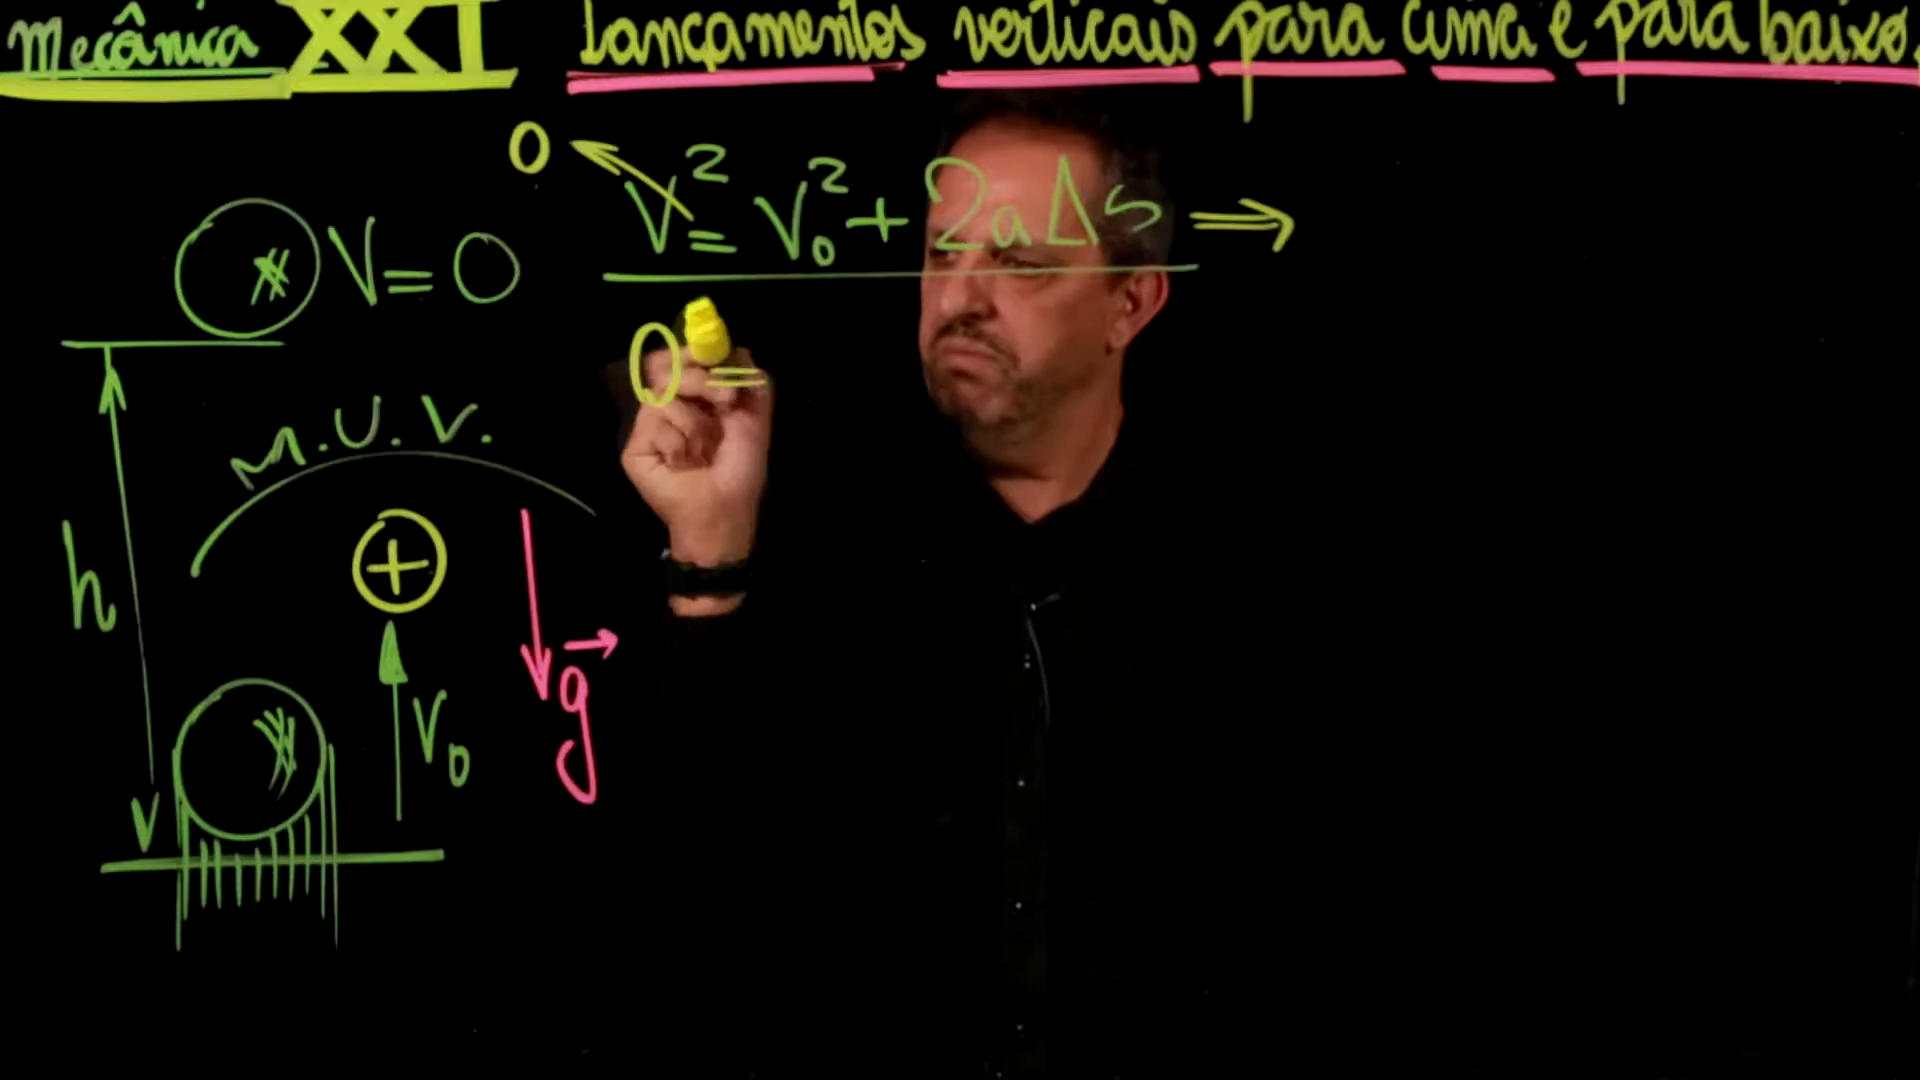 Mecânica XXI Lançamentos verticais para cima e para baixo.
0
V² = V₀² + 2aΔs ⇒
V = 0
0 =
M.U.V.
h
+
g
V₀